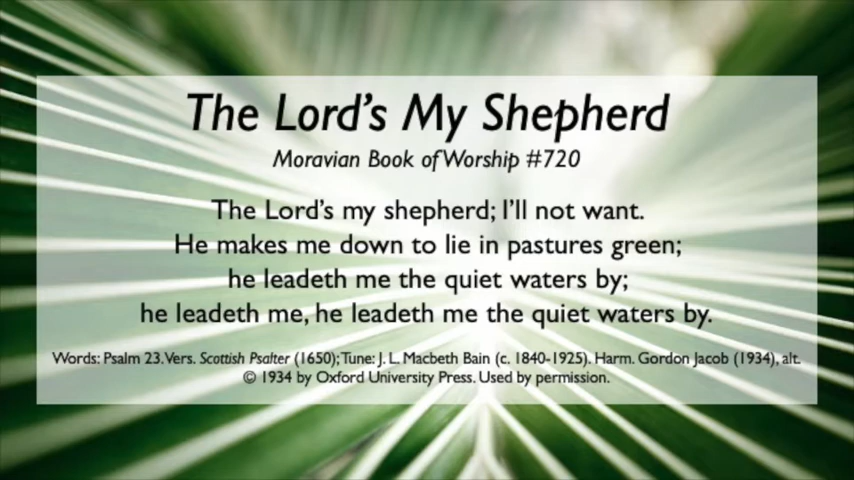 The Lord's My Shepherd
Moravian Book of Worship #720
The Lord's my shepherd; I'll not want.
He makes me down to lie in pastures green;
he leadeth me the quiet waters by;
he leadeth me, he leadeth me the quiet waters by.
Words: Psalm 23. Vers. Scottish Psalter (1650); Tune: J. L. Macbeth Bain (c. 1840-1925). Harm. Gordon Jacob (1934), alt.
© 1934 by Oxford University Press. Used by permission.